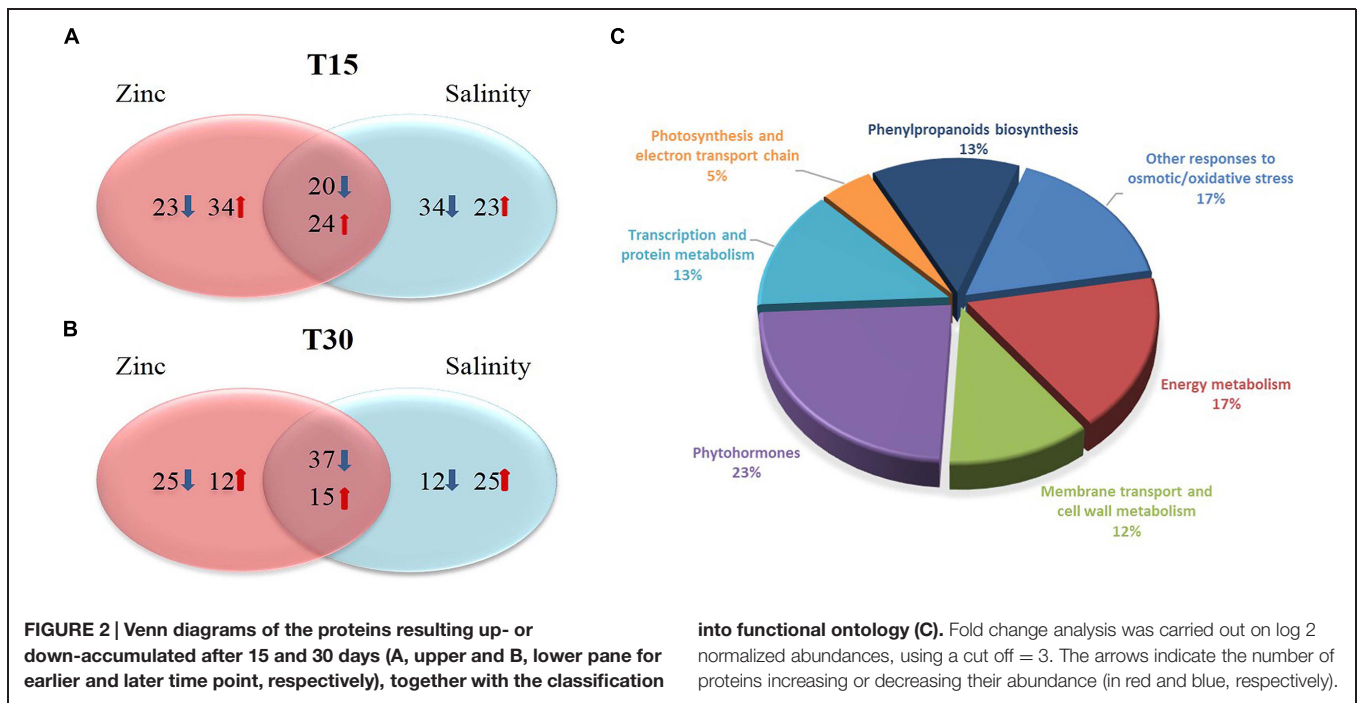 A
T15
Zinc
Salinity
23 34
20
24
34 23
B
T30
Zinc
Salinity
25 12
37
15
12 25
C
Phenylpropanoids biosynthesis
13%
Other responses to
osmotic/oxidative stress
17%
Energy metabolism
17%
Membrane transport and
cell wall metabolism
12%
Phytohormones
23%
Transcription and
protein metabolism
13%
Photosynthesis and
electron transport chain
5%
FIGURE 2 | Venn diagrams of the proteins resulting up- or
down-accumulated after 15 and 30 days (A, upper and B, lower pane for
earlier and later time point, respectively), together with the classification
into functional ontology (C). Fold change analysis was carried out on log 2
normalized abundances, using a cut off = 3. The arrows indicate the number of
proteins increasing or decreasing their abundance (in red and blue, respectively).